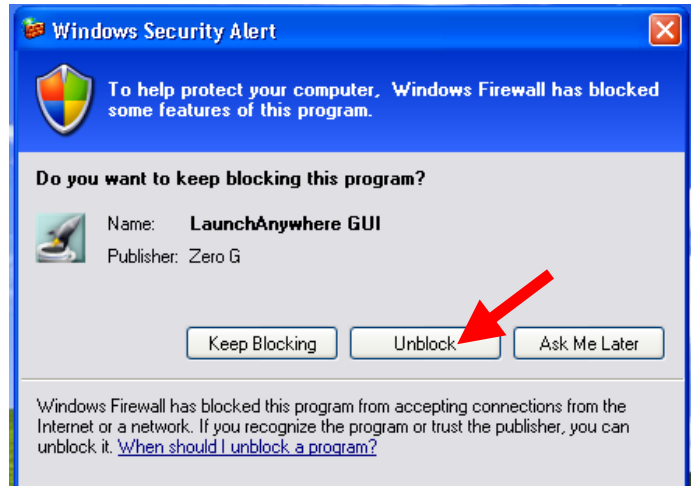 Windows Security Alert
To help protect your computer, Windows Firewall has blocked
some features of this program.
Do you want to keep blocking this program?
Name: LaunchAnywhere GUI
Publisher: Zero G
Keep Blocking Unblock Ask Me Later
Windows Firewall has blocked this program from accepting connections from the
Internet or a network. If you recognize the program or trust the publisher, you can
unblock it. When should I unblock a program?